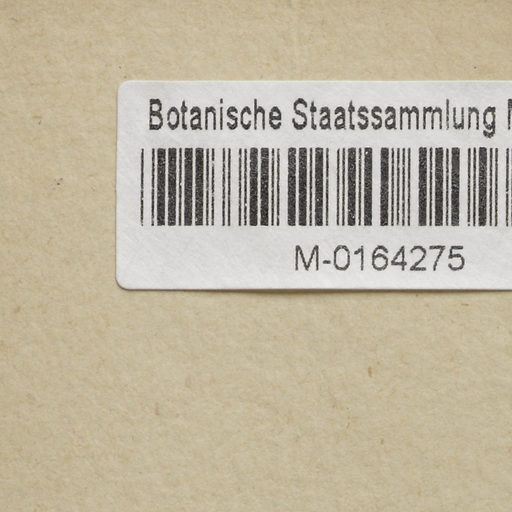 Botanische Staatssammlung
M-0164275